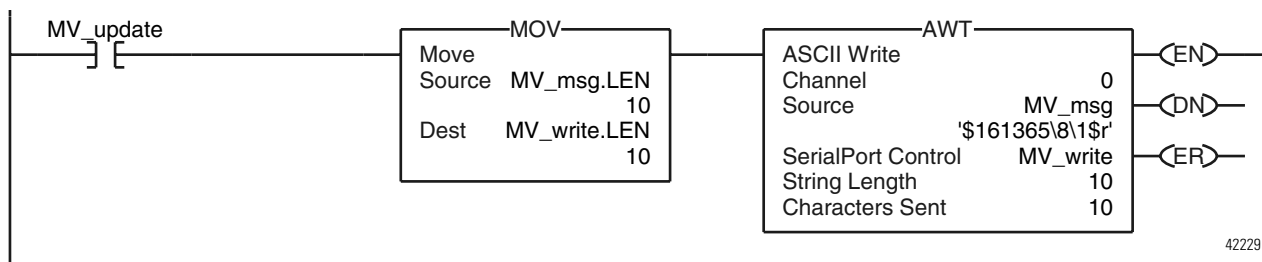 MV_update
MOV
Move
Source MV_msg.LEN
10
Dest MV_write.LEN
10
AWT
ASCII Write
Channel 0
Source MV_msg
'$161365\8\1$r'
SerialPort Control MV_write
String Length 10
Characters Sent 10
EN
DN
ER
42229